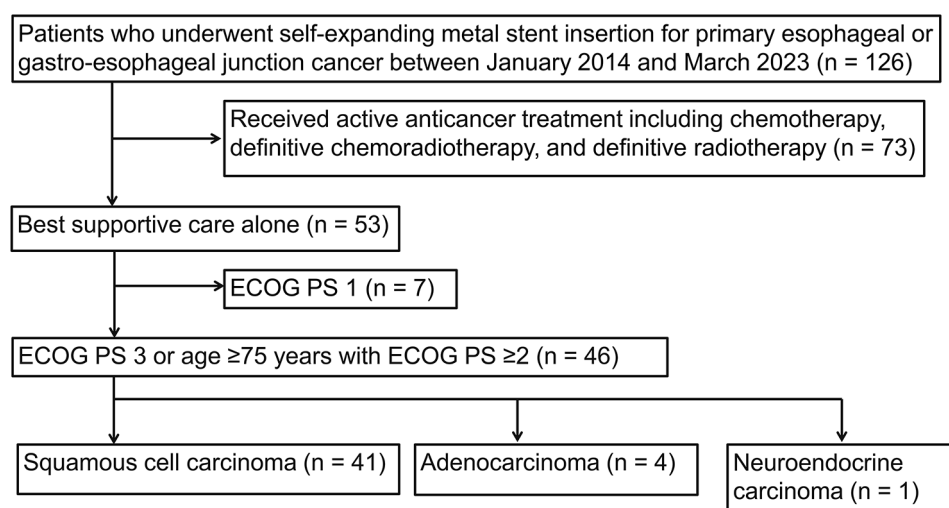 Patients who underwent self-expanding metal stent insertion for primary esophageal or
gastro-esophageal junction cancer between January 2014 and March 2023 (n = 126)
Received active anticancer treatment including chemotherapy,
definitive chemoradiotherapy, and definitive radiotherapy (n = 73)
Best supportive care alone (n = 53)
ECOG PS 1 (n = 7)
ECOG PS 3 or age ≥75 years with ECOG PS ≥2 (n = 46)
Squamous cell carcinoma (n = 41)
Adenocarcinoma (n = 4)
Neuroendocrine
carcinoma (n = 1)